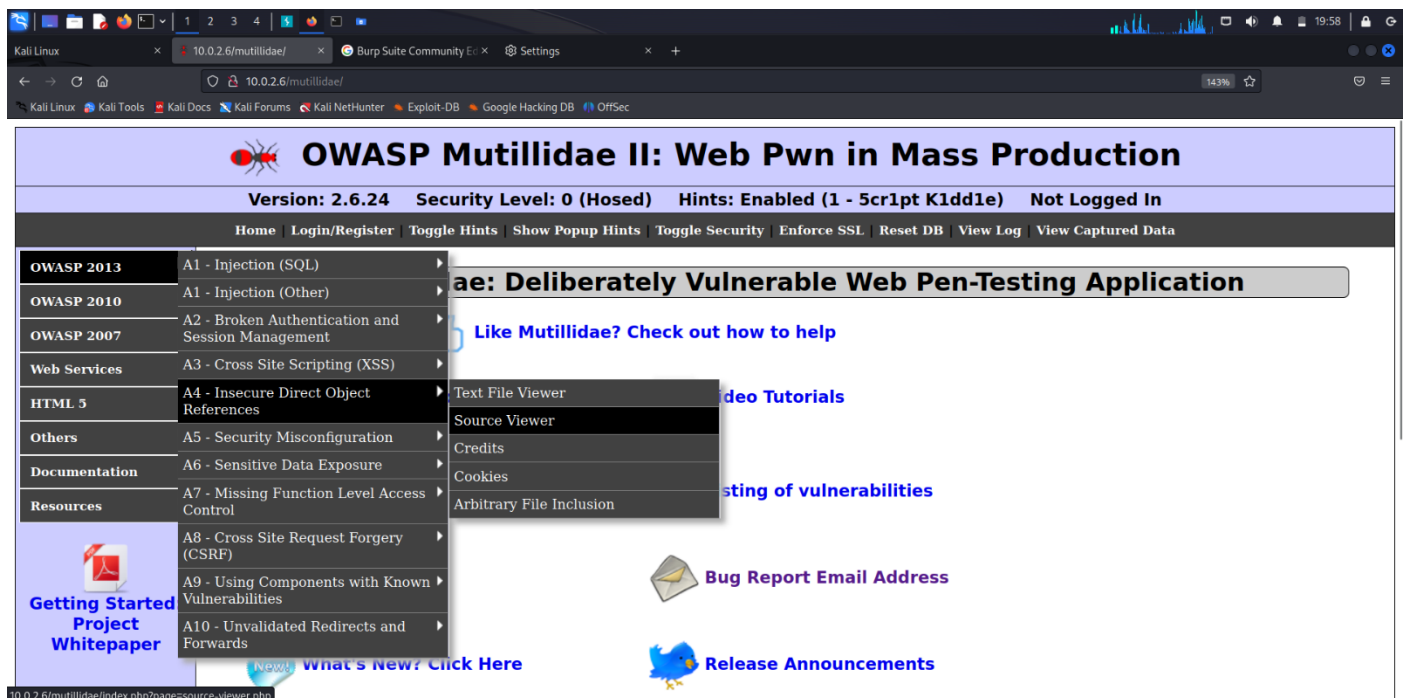 1 2 3 4
19:58
Kali Linux
10.0.2.6/mutillidae/
Burp Suite Community Ed
Settings
10.0.2.6/mutillidae/
143%
Kali Linux Kali Tools Kali Docs Kali Forums Kali NetHunter Exploit-DB Google Hacking DB OffSec
OWASP Mutillidae II: Web Pwn in Mass Production
Version: 2.6.24 Security Level: 0 (Hosed) Hints: Enabled (1 - 5cr1pt K1dd1e) Not Logged In
Home | Login/Register | Toggle Hints | Show Popup Hints | Toggle Security | Enforce SSL | Reset DB | View Log | View Captured Data
OWASP 2013
OWASP 2010
OWASP 2007
Web Services
HTML 5
Others
Documentation
Resources
Getting Started:
Project
Whitepaper
A1 - Injection (SQL)
A1 - Injection (Other)
A2 - Broken Authentication and
Session Management
A3 - Cross Site Scripting (XSS)
A4 - Insecure Direct Object
References
A5 - Security Misconfiguration
A6 - Sensitive Data Exposure
A7 - Missing Function Level Access
Control
A8 - Cross Site Request Forgery
(CSRF)
A9 - Using Components with Known
Vulnerabilities
A10 - Unvalidated Redirects and
Forwards
Text File Viewer
Source Viewer
Credits
Cookies
Arbitrary File Inclusion
ae: Deliberately Vulnerable Web Pen-Testing Application
Like Mutillidae? Check out how to help
ideo Tutorials
sting of vulnerabilities
Bug Report Email Address
What's New? Click Here
Release Announcements
10.0.2.6/mutillidae/index.php?page=source-viewer.php